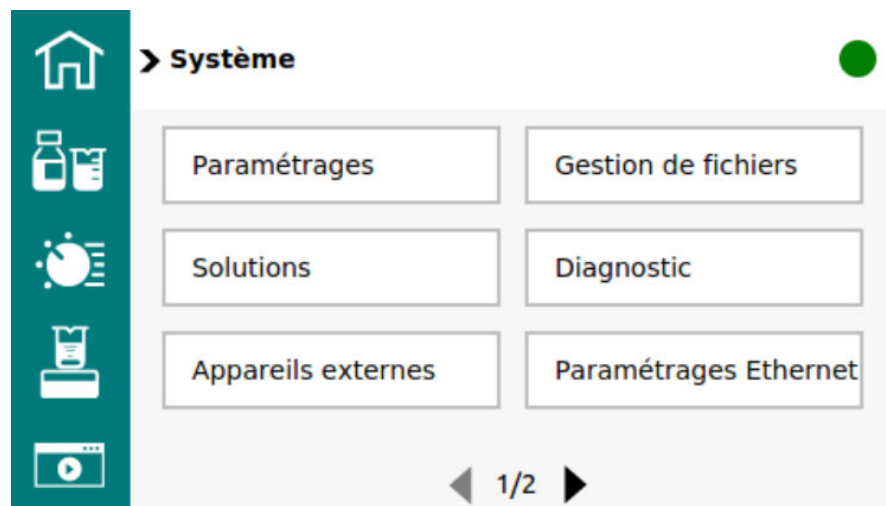 Système
Paramétrages
Gestion de fichiers
Solutions
Diagnostic
Appareils externes
Paramétrages Ethernet
1/2